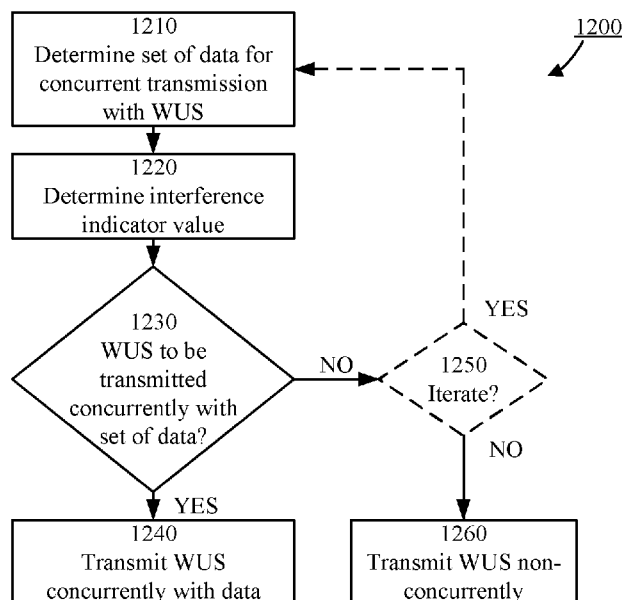 1200
1210
Determine set of data for
concurrent transmission
with WUS
1220
Determine interference
indicator value
1230
WUS to be
transmitted
concurrently with
set of data?
NO
YES
1250
Iterate?
NO
YES
1240
Transmit WUS
concurrently with data
1260
Transmit WUS non-
concurrently